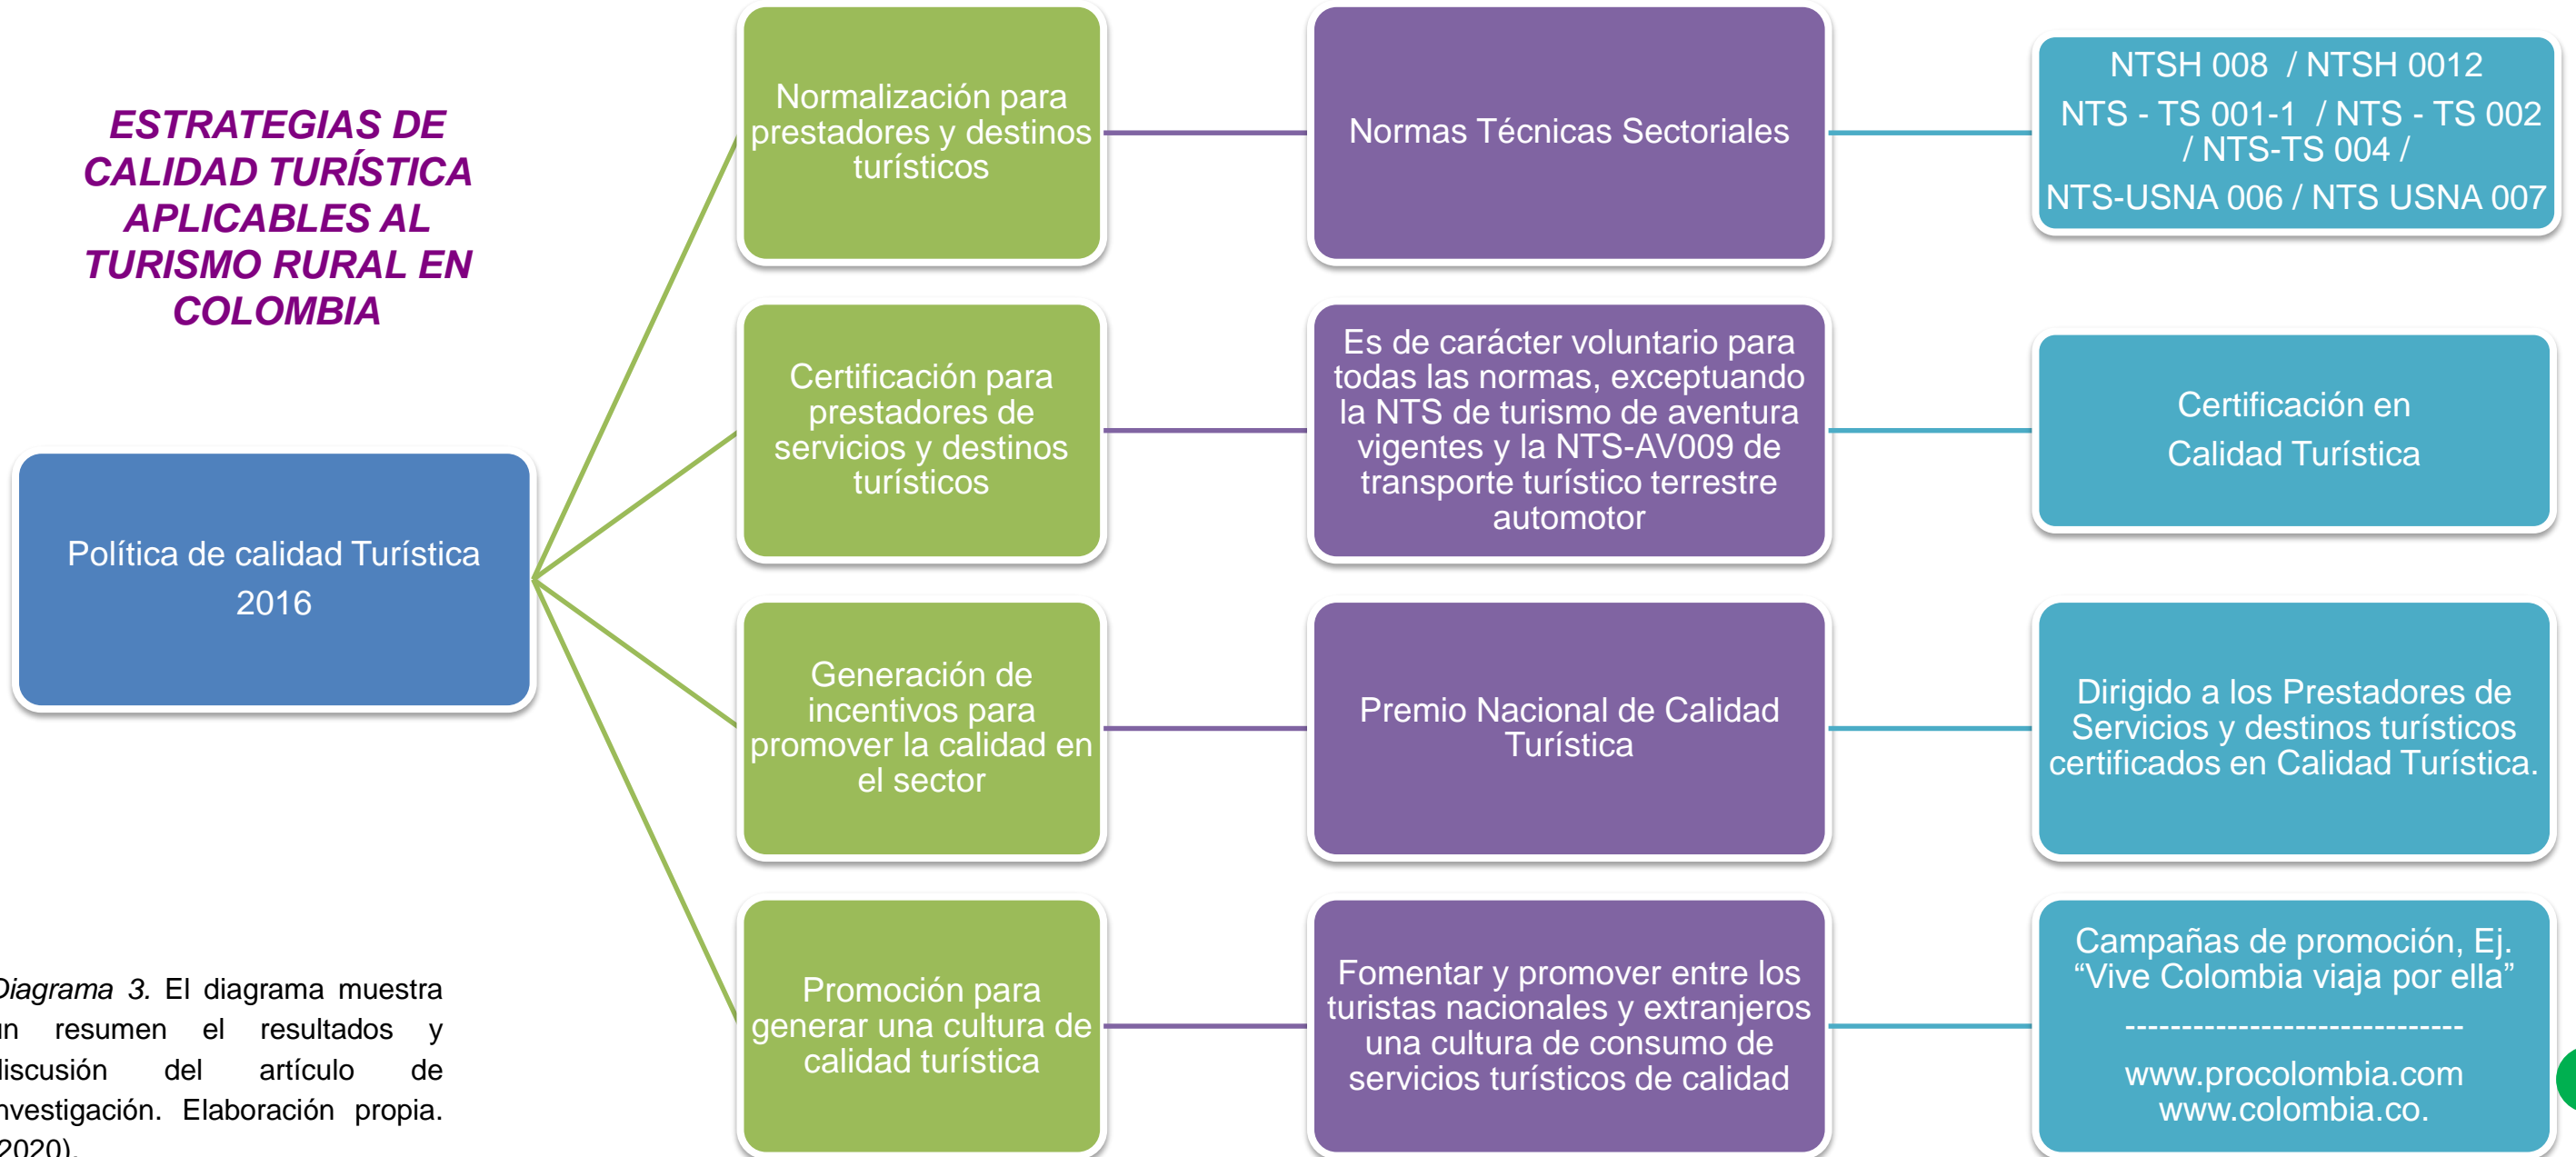 ESTRATEGIAS DE
CALIDAD TURÍSTICA
APLICABLES AL
TURISMO RURAL EN
COLOMBIA
Política de calidad Turística
2016
Normalización para
prestadores y destinos
turísticos
Normas Técnicas Sectoriales
NTSH 008 / NTSH 0012
NTS - TS 001-1 / NTS - TS 002
/ NTS-TS 004 /
NTS-USNA 006 / NTS USNA 007
Certificación para
prestadores de
servicios y destinos
turísticos
Es de carácter voluntario para
todas las normas, exceptuando
la NTS de turismo de aventura
vigentes y la NTS-AV009 de
transporte turístico terrestre
automotor
Certificación en
Calidad Turística
Generación de
incentivos para
promover la calidad en
el sector
Premio Nacional de Calidad
Turística
Dirigido a los Prestadores de
Servicios y destinos turísticos
certificados en Calidad Turística.
Promoción para
generar una cultura de
calidad turística
Fomentar y promover entre los
turistas nacionales y extranjeros
una cultura de consumo de
servicios turísticos de calidad
Campañas de promoción, Ej.
“Vive Colombia viaja por ella”
------------------------------
www.procolombia.com
www.colombia.co.
Diagrama 3. El diagrama muestra
un resumen el resultados y
discusión del artículo de
investigación. Elaboración propia.
2020).